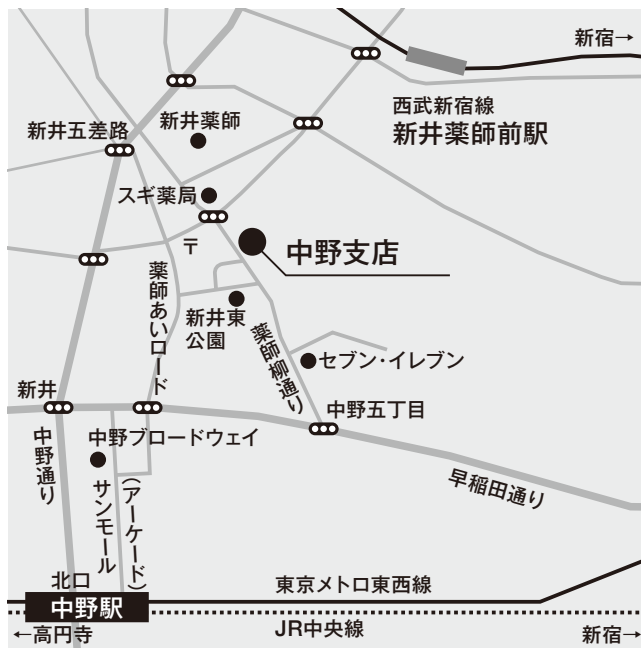 新宿→
西武新宿線
新井薬師前駅
新井五差路
新井薬師
スギ薬局
〒
中野支店
薬師あいロード
新井東
公園
薬師柳通り
セブン・イレブン
新井
中野五丁目
中野通り
中野ブロードウェイ
サンモール
(アーケード)
早稲田通り
北口
中野駅
東京メトロ東西線
JR中央線
←高円寺
新宿→